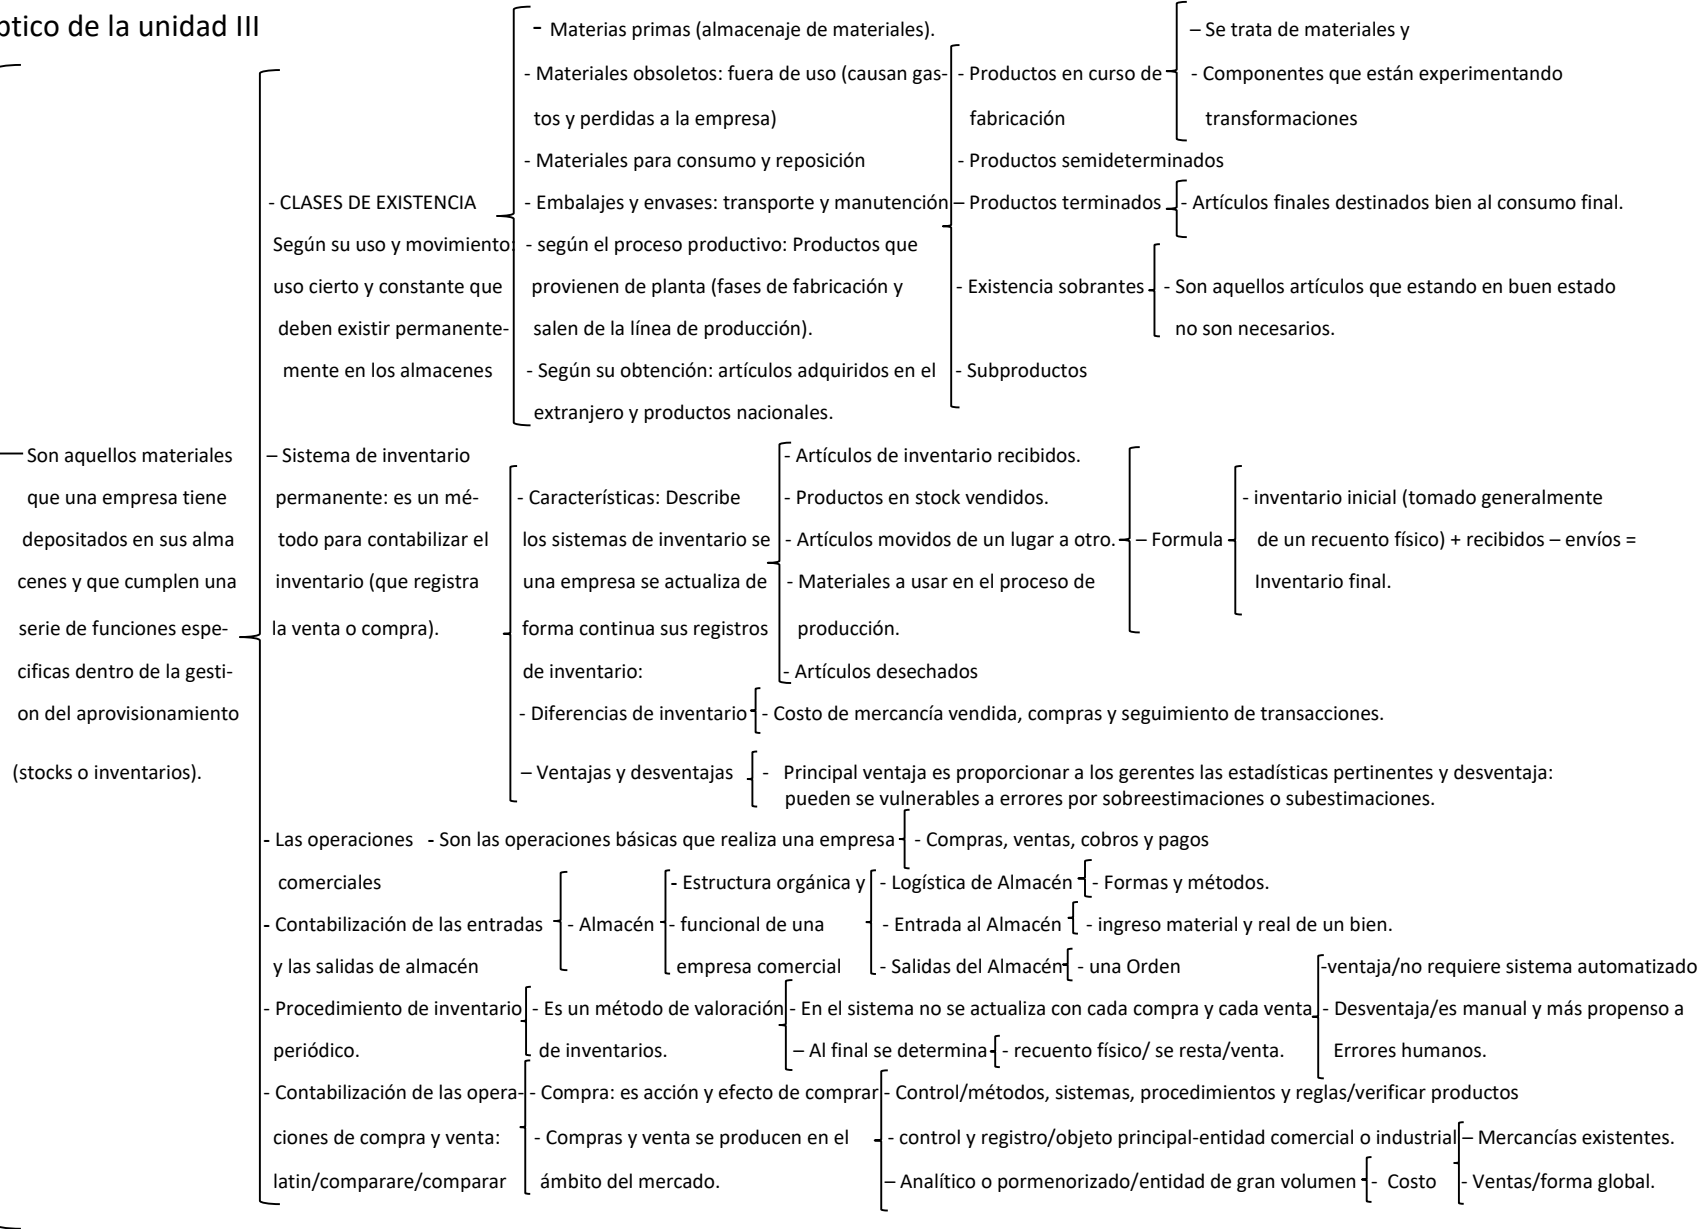 ptico de la unidad III
Son aquellos materiales
que una empresa tiene
depositados en sus alma
cenes y que cumplen una
serie de funciones espe-
cificas dentro de la gesti-
on del aprovisionamiento
(stocks o inventarios).
- CLASES DE EXISTENCIA
Según su uso y movimiento:
uso cierto y constante que
deben existir permanente-
mente en los almacenes
- Materias primas (almacenaje de materiales).
- Materiales obsoletos: fuera de uso (causan gas-
tos y perdidas a la empresa)
- Materiales para consumo y reposición
- Embalajes y envases: transporte y manutención
- según el proceso productivo: Productos que
provienen de planta (fases de fabricación y
salen de la línea de producción).
- Según su obtención: artículos adquiridos en el
extranjero y productos nacionales.
- Productos en curso de
fabricación
– Se trata de materiales y
- Componentes que están experimentando
transformaciones
- Productos semideterminados
– Productos terminados
- Artículos finales destinados bien al consumo final.
- Existencia sobrantes
- Son aquellos artículos que estando en buen estado
no son necesarios.
- Subproductos
– Sistema de inventario
permanente: es un mé-
todo para contabilizar el
inventario (que registra
la venta o compra).
- Características: Describe
los sistemas de inventario se
una empresa se actualiza de
forma continua sus registros
de inventario:
- Artículos de inventario recibidos.
- Productos en stock vendidos.
- Artículos movidos de un lugar a otro.
- Materiales a usar en el proceso de
producción.
- Artículos desechados
– Formula
- inventario inicial (tomado generalmente
de un recuento físico) + recibidos – envíos =
Inventario final.
- Diferencias de inventario
- Costo de mercancía vendida, compras y seguimiento de transacciones.
– Ventajas y desventajas
- Principal ventaja es proporcionar a los gerentes las estadísticas pertinentes y desventaja:
pueden se vulnerables a errores por sobreestimaciones o subestimaciones.
- Las operaciones
comerciales
- Son las operaciones básicas que realiza una empresa
- Compras, ventas, cobros y pagos
- Contabilización de las entradas
y las salidas de almacén
- Almacén
- Estructura orgánica y
- funcional de una
empresa comercial
- Logística de Almacén
- Formas y métodos.
- Entrada al Almacén
- ingreso material y real de un bien.
- Salidas del Almacén
- una Orden
- Procedimiento de inventario
periódico.
- Es un método de valoración
de inventarios.
- En el sistema no se actualiza con cada compra y cada venta
-ventaja/no requiere sistema automatizado
- Desventaja/es manual y más propenso a
Errores humanos.
– Al final se determina
- recuento físico/ se resta/venta.
- Contabilización de las opera-
ciones de compra y venta:
latin/comparare/comparar
- Compra: es acción y efecto de comprar
- Compras y venta se producen en el
ámbito del mercado.
- Control/métodos, sistemas, procedimientos y reglas/verificar productos
- control y registro/objeto principal-entidad comercial o industrial
– Analítico o pormenorizado/entidad de gran volumen
- Costo
– Mercancías existentes.
- Ventas/forma global.